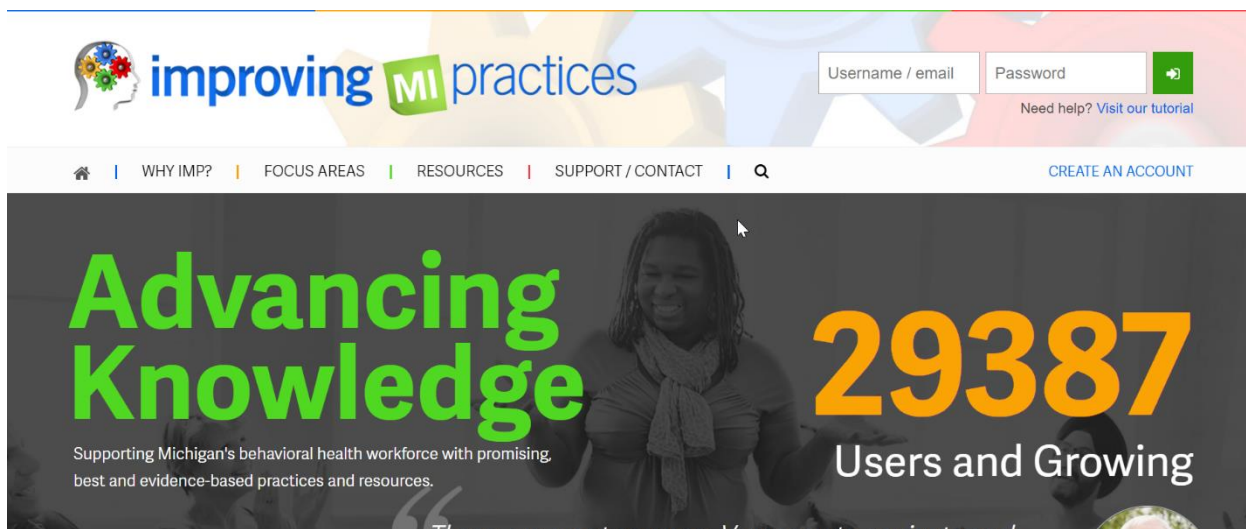 improving MI practices
Username / email
Password
Need help? Visit our tutorial
WHY IMP?
FOCUS AREAS
RESOURCES
SUPPORT / CONTACT
CREATE AN ACCOUNT
Advancing
Knowledge
Supporting Michigan's behavioral health workforce with promising,
best and evidence-based practices and resources.
29387
Users and Growing